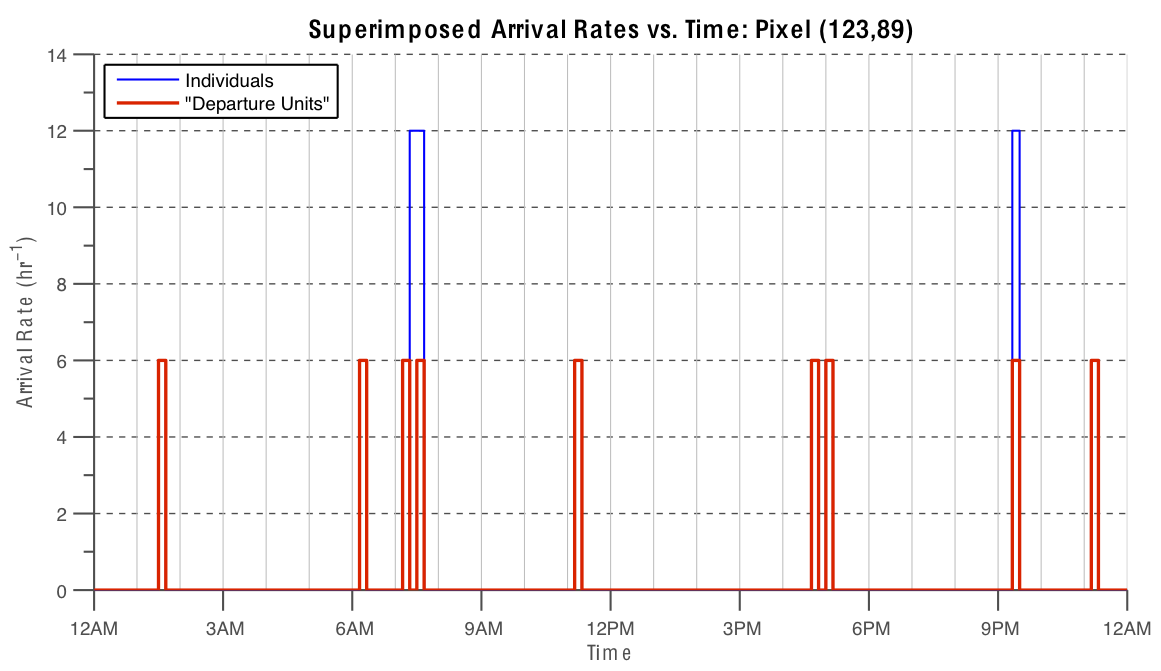 Superimposed Arrival Rates vs. Time: Pixel (123,89)
Individuals
"Departure Units"
14
12
10
8
6
4
2
0
Arrival Rate (hr⁻¹)
12AM 3AM 6AM 9AM 12PM 3PM 6PM 9PM 12AM
Time